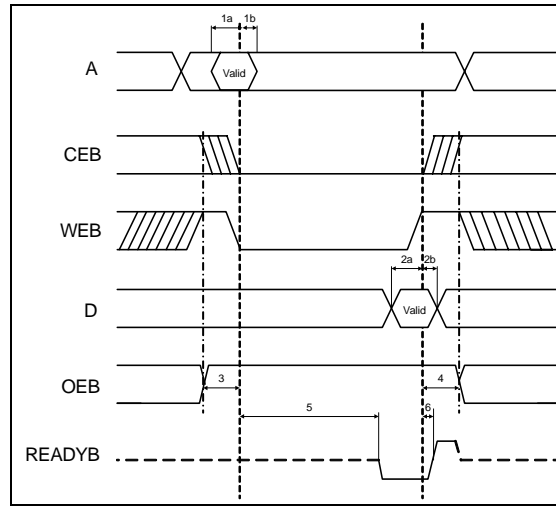 1a 1b
A
Valid
CEB
WEB
2a 2b
D
Valid
OEB
3 4
5 6
READYB